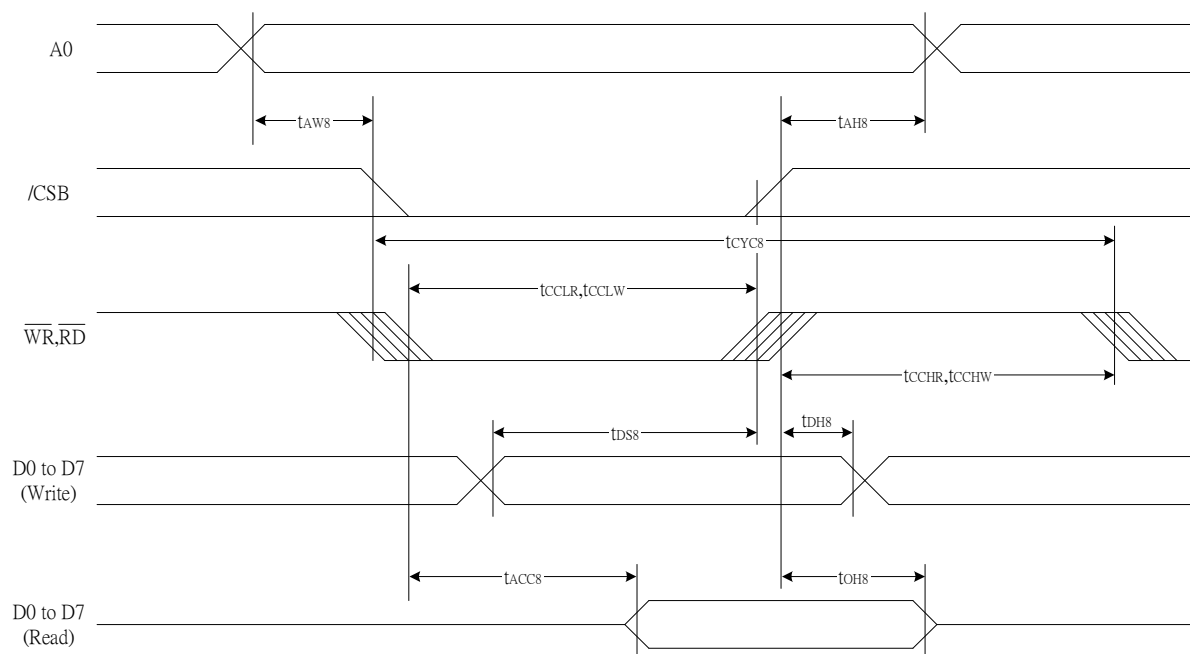 A0
tAW8
tAH8
/CSB
tCYC8
tCCLR,tCCLW
WR,RD
tCCHR,tCCHW
tDH8
tDS8
D0 to D7
(Write)
tACC8
tOH8
D0 to D7
(Read)